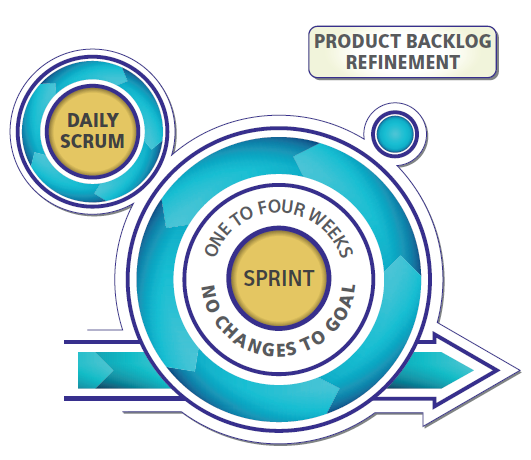 PRODUCT BACKLOG
REFINEMENT
DAILY
SCRUM
ONE TO FOUR WEEKS
SPRINT
NO CHANGES TO GOAL